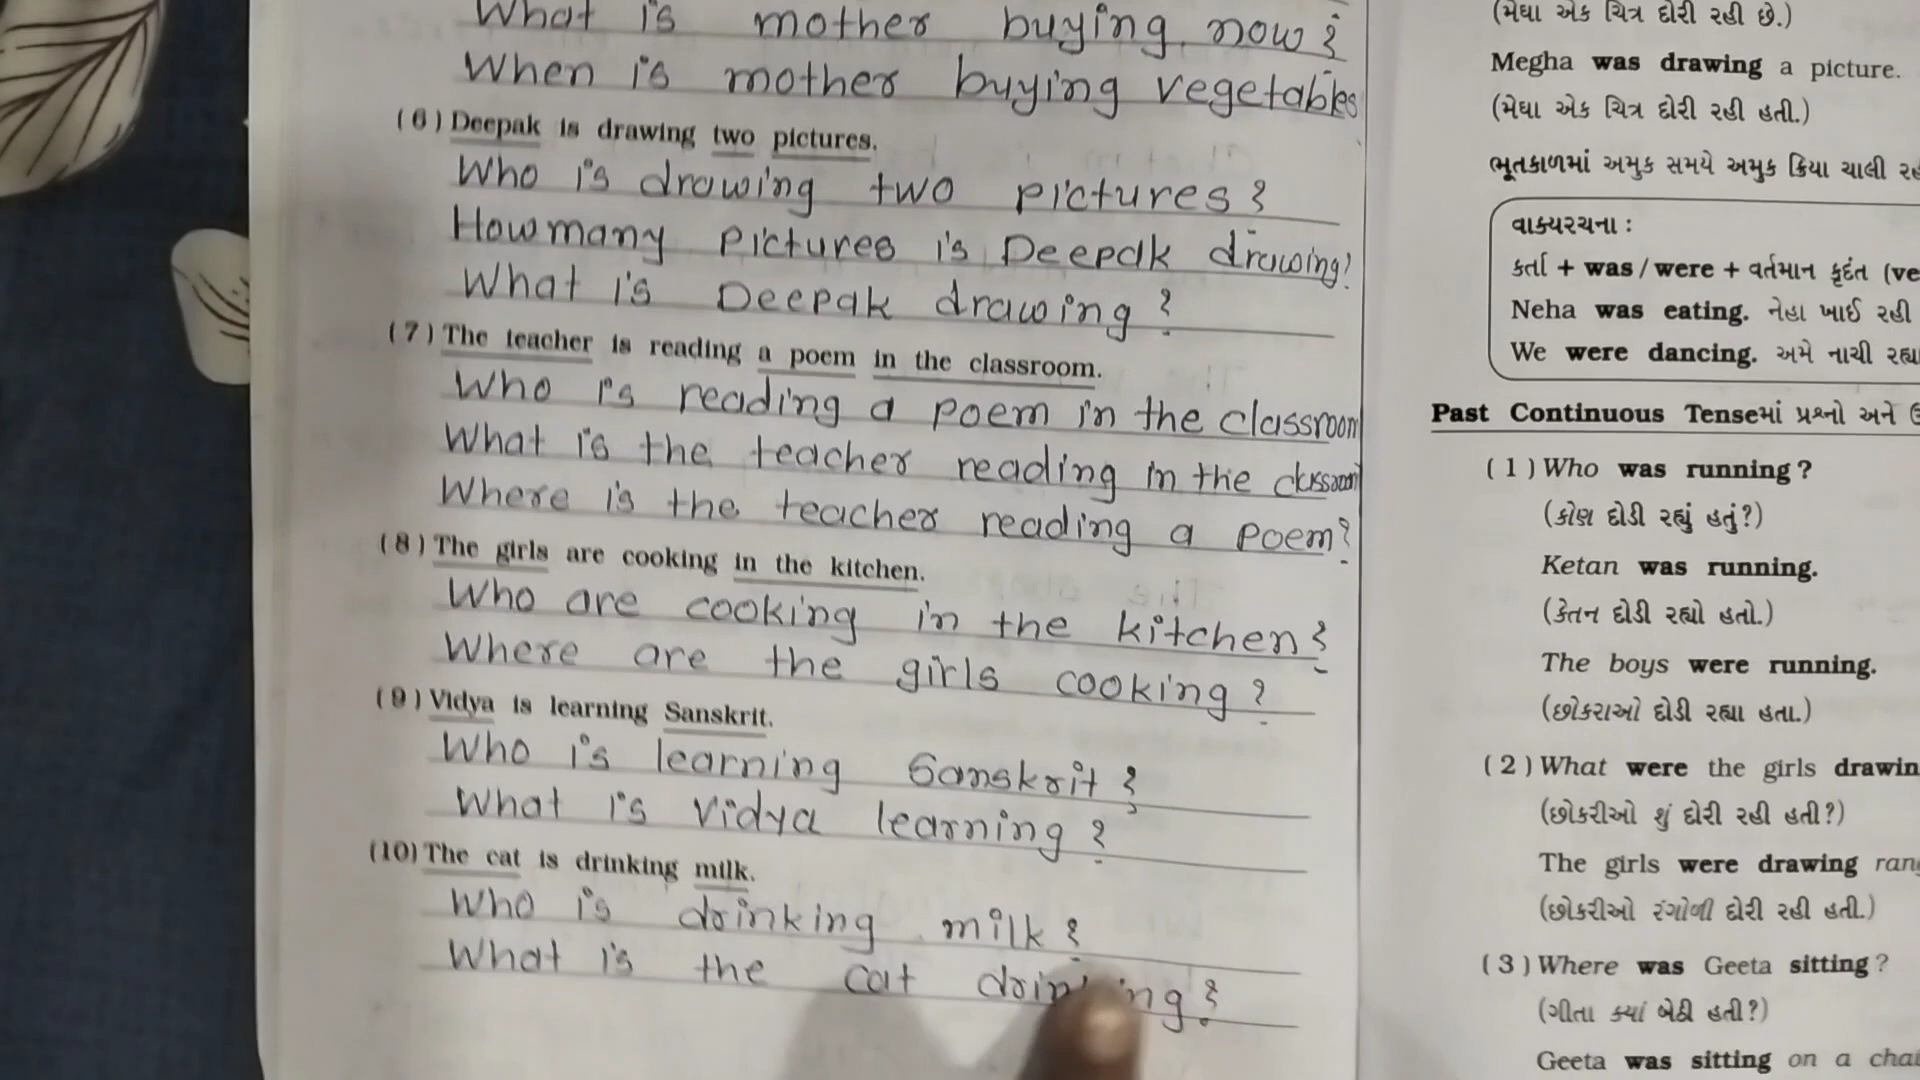 What is mother buying now?
When is mother buying vegetables
(6) Deepak is drawing two pictures.
Who is drawing two pictures?
Howmany pictures is Deepak drawing?
What is Deepak drawing?
(7) The teacher is reading a poem in the classroom.
Who is reading a poem in the classroom
What is the teacher reading in the classroom
Where is the teacher reading a poem?
(8) The girls are cooking in the kitchen.
Who are cooking in the kitchen?
Where are the girls cooking?
(9) Vidya is learning Sanskrit.
Who is learning Sanskrit?
What is Vidya learning?
(10) The cat is drinking milk.
Who is drinking milk?
What is the cat drinking?
(મેઘા એક ચિત્ર દોરી રહી છે.)
Megha was drawing a picture.
(મેઘા એક ચિત્ર દોરી રહી હતી.)
ભૂતકાળમાં અમુક સમયે અમુક ક્રિયા ચાલી
વાક્યરચના :
કર્તા + was / were + વર્તમાન કૃદંત
Neha was eating. નેહા ખાઈ રહી
We were dancing. અમે નાચી
Past Continuous Tenseમાં પ્રશ્નો અને
(1) Who was running?
(કોણ દોડી રહ્યું હતું?)
Ketan was running.
(કેતન દોડી રહ્યો હતો.)
The boys were running.
(છોકરાઓ દોડી રહ્યા હતા.)
(2) What were the girls
(છોકરીઓ શું દોરી રહી હતી?)
The girls were drawing
(છોકરીઓ રંગોળી દોરી રહી હતી.)
(3) Where was Geeta sitting?
(ગીતા ક્યાં બેઠી હતી?)
Geeta was sitting on a